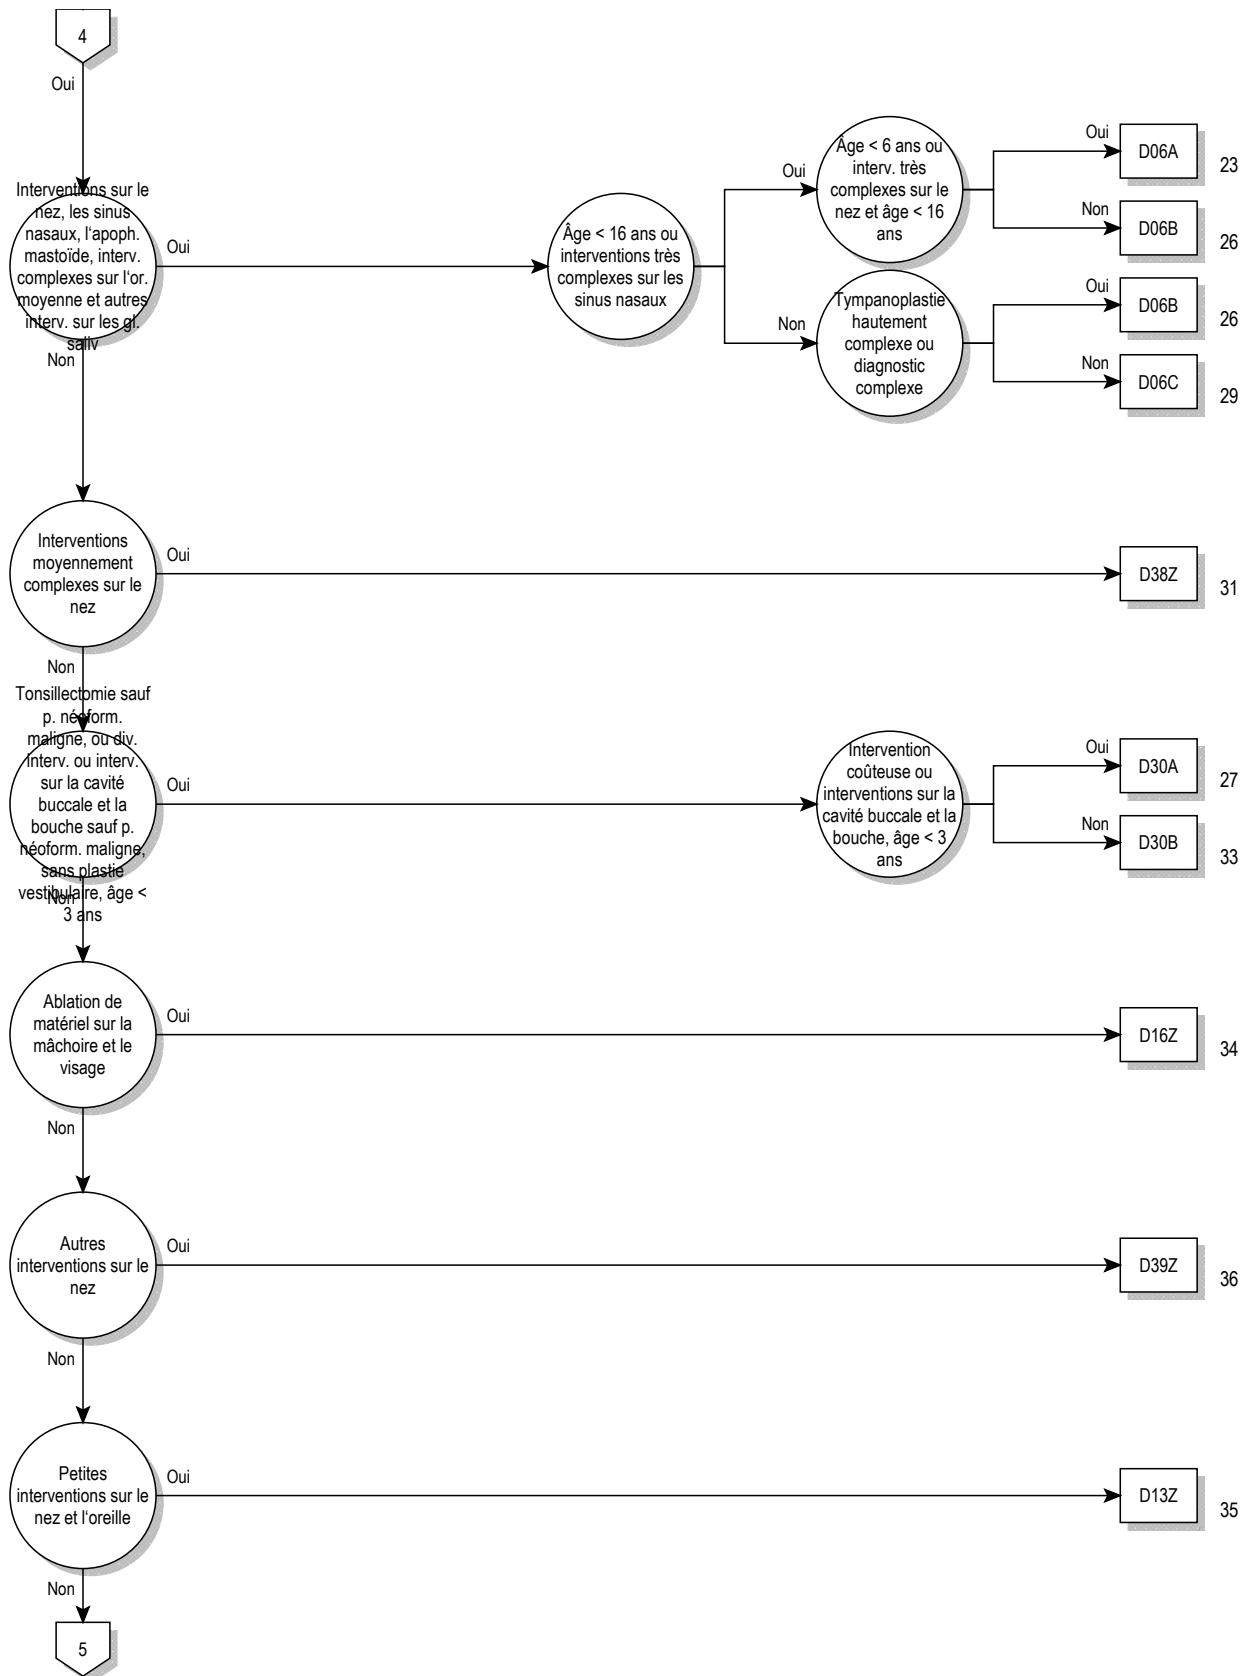 4
Oui
Interventions sur le
nez, les sinus
nasaux, l'apoph.
mastoïde, interv.
complexes sur l'or.
moyenne et autres
interv. sur les gl.
saliv
Oui
Non
Âge < 16 ans ou
interventions très
complexes sur les
sinus nasaux
Oui
Âge < 6 ans ou
interv. très
complexes sur le
nez et âge < 16
ans
Oui
D06A
23
Non
D06B
26
Non
Tympanoplastie
hautement
complexe ou
diagnostic
complexe
Oui
D06B
26
Non
D06C
29
Interventions
moyennement
complexes sur le
nez
Oui
D38Z
31
Non
Tonsillectomie sauf
p. néoform.
maligne, ou div.
interv. ou interv.
sur la cavité
buccale et la
bouche sauf p.
néoform. maligne,
sans plastie
vestibulaire, âge <
3 ans
Oui
Non
Intervention
coûteuse ou
interventions sur la
cavité buccale et la
bouche, âge < 3
ans
Oui
D30A
27
Non
D30B
33
Ablation de
matériel sur la
mâchoire et le
visage
Oui
D16Z
34
Non
Autres
interventions sur le
nez
Oui
D39Z
36
Non
Petites
interventions sur le
nez et l'oreille
Oui
D13Z
35
Non
5